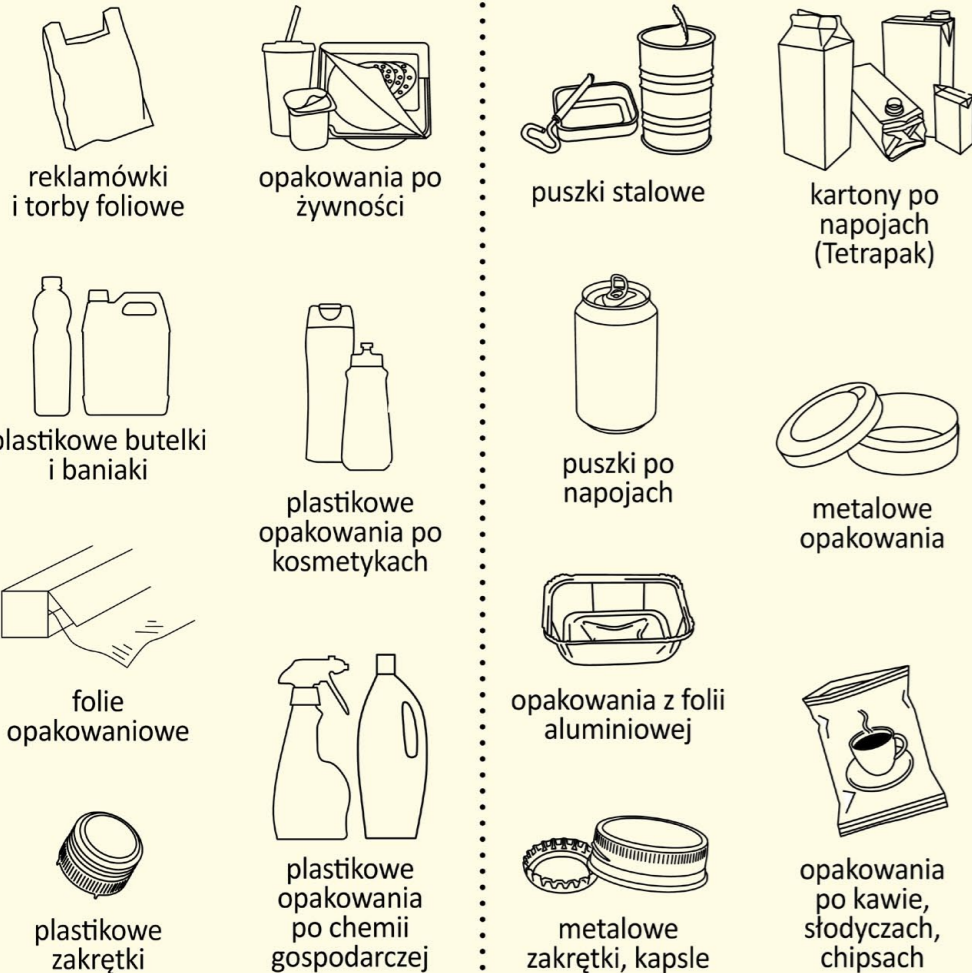 reklamówki
i torby foliowe
opakowania po
żywności
puszki stalowe
kartony po
napojach
(Tetrapak)
plastikowe butelki
i baniaki
plastikowe
opakowania po
kosmetykach
puszki po
napojach
metalowe
opakowania
folie
opakowaniowe
opakowania z folii
aluminiowej
plastikowe
zakrętki
plastikowe
opakowania
po chemii
gospodarczej
metalowe
zakrętki, kapsle
opakowania
po kawie,
słodyczach,
chipsach